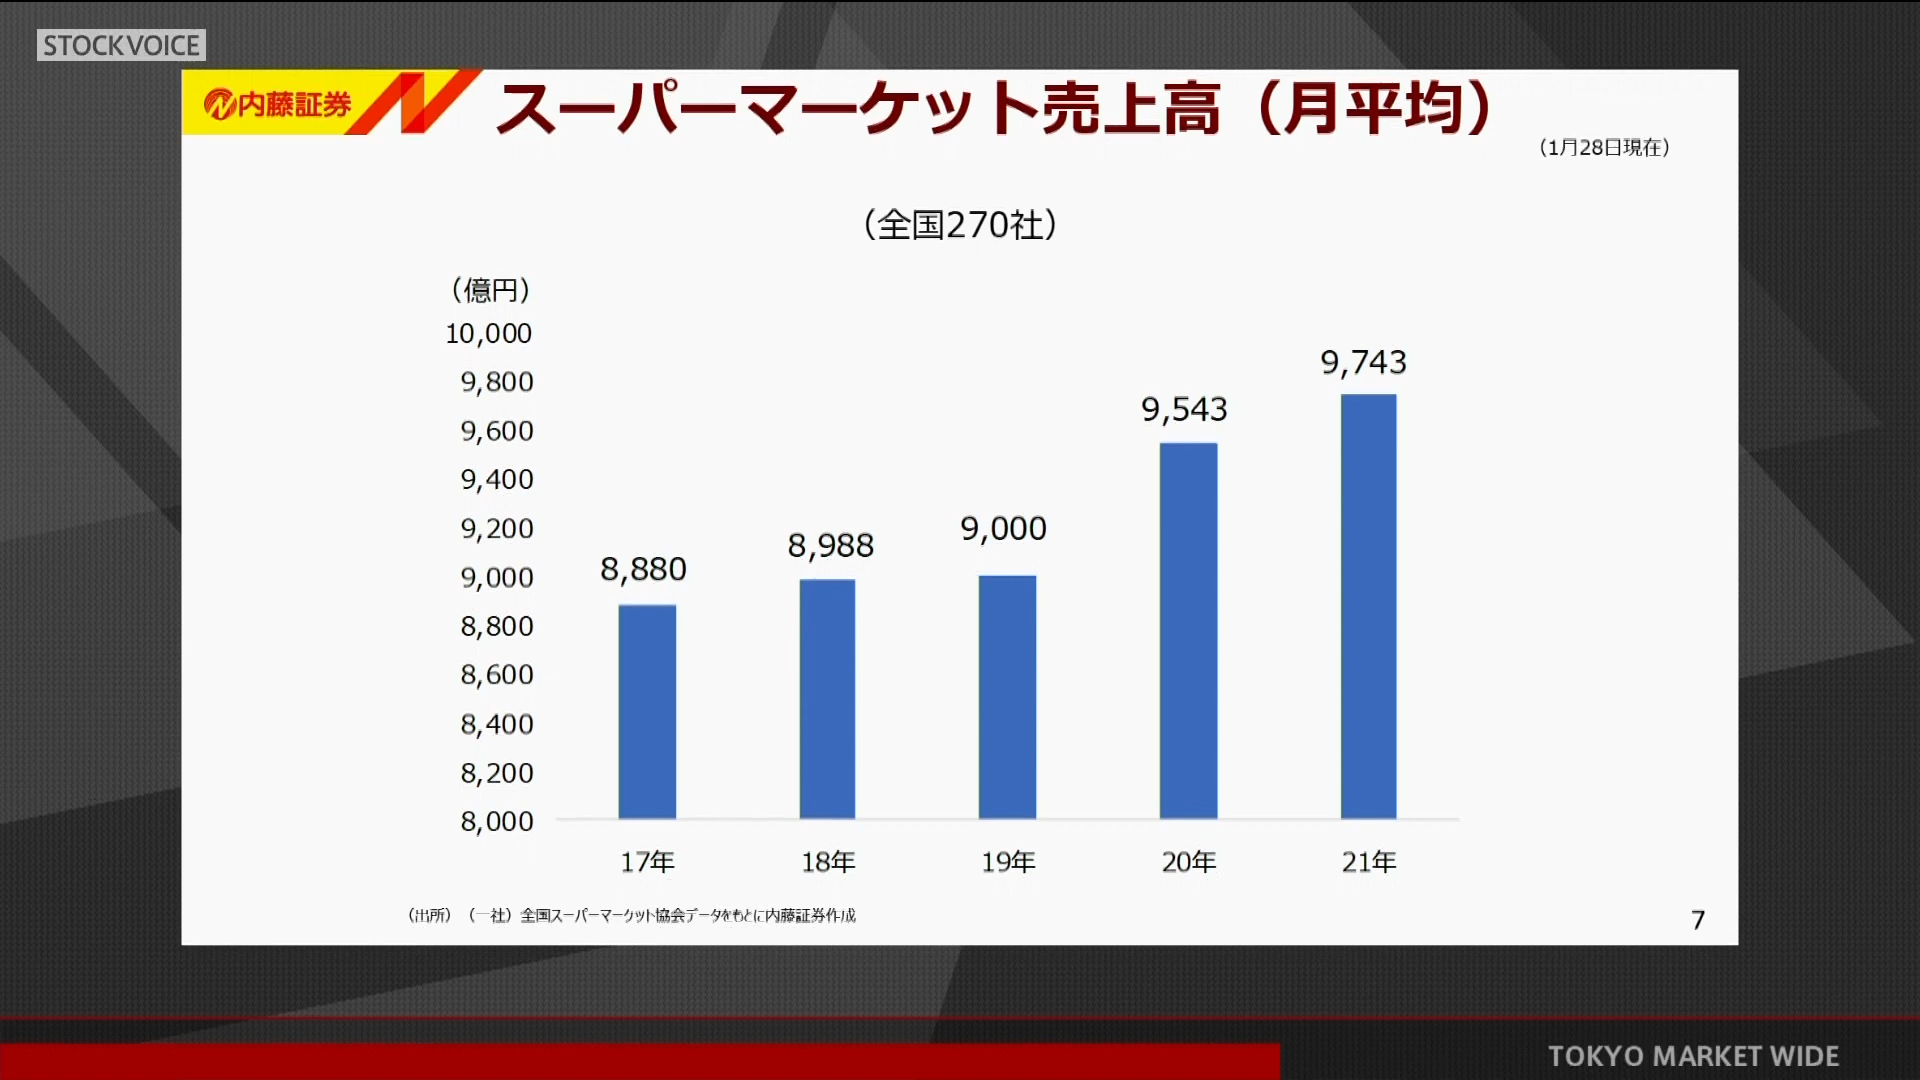 STOCKVOICE
内藤証券
スーパーマーケット売上高（月平均）
（1月28日現在）
（全国270社）
（億円）
10,000
9,800
9,600
9,400
9,200
9,000
8,800
8,600
8,400
8,200
8,000
8,880
8,988
9,000
9,543
9,743
17年 18年 19年 20年 21年
（出所）（一社）全国スーパーマーケット協会データをもとに内藤証券作成
7
TOKYO MARKET WIDE